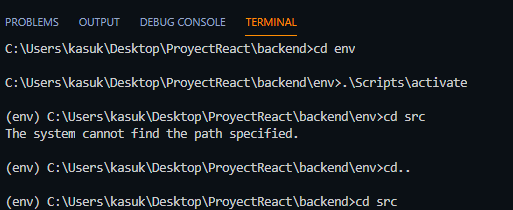 PROBLEMS OUTPUT DEBUG CONSOLE TERMINAL
C:\Users\kasuk\Desktop\ProyectReact\backend>cd env
C:\Users\kasuk\Desktop\ProyectReact\backend\env>.\Scripts\activate
(env) C:\Users\kasuk\Desktop\ProyectReact\backend\env>cd src
The system cannot find the path specified.
(env) C:\Users\kasuk\Desktop\ProyectReact\backend\env>cd..
(env) C:\Users\kasuk\Desktop\ProyectReact\backend>cd src